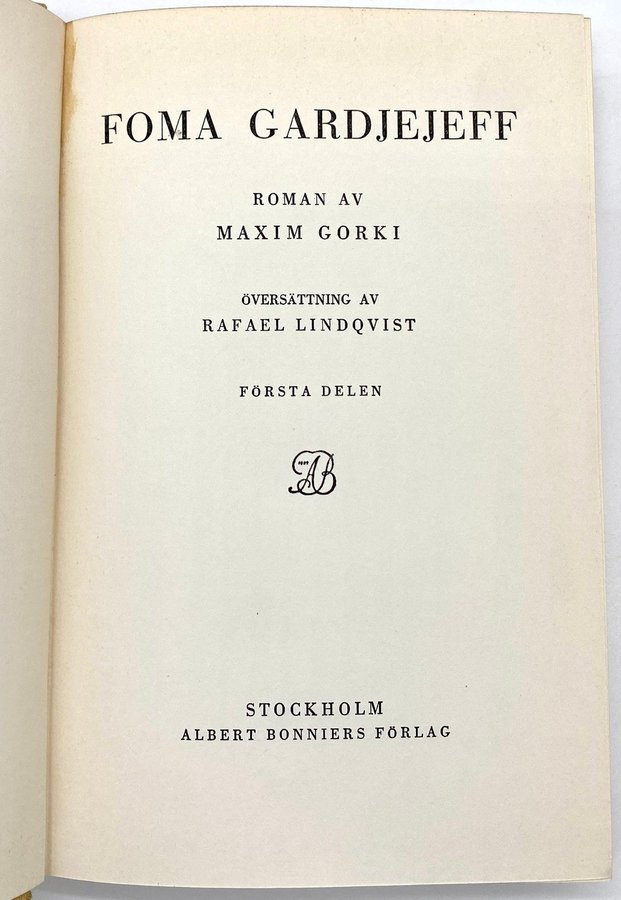 FOMA GARDJEJEFF
ROMAN AV
MAXIM GORKI
ÖVERSÄTTNING AV
RAFAEL LINDQVIST
FÖRSTA DELEN
AB
STOCKHOLM
ALBERT BONNIERS FÖRLAG